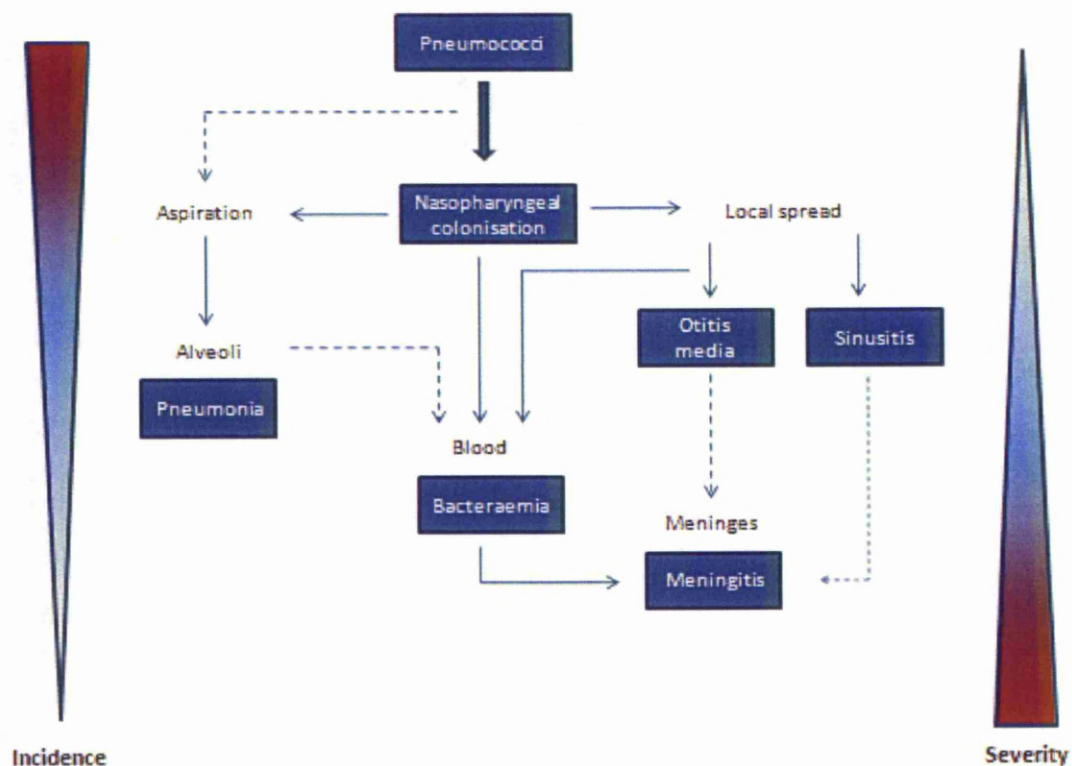 Pneumococci
Aspiration
Nasopharyngeal
colonisation
Local spread
Alveoli
Pneumonia
Otitis
media
Sinusitis
Blood
Bacteraemia
Meninges
Meningitis
Incidence
Severity